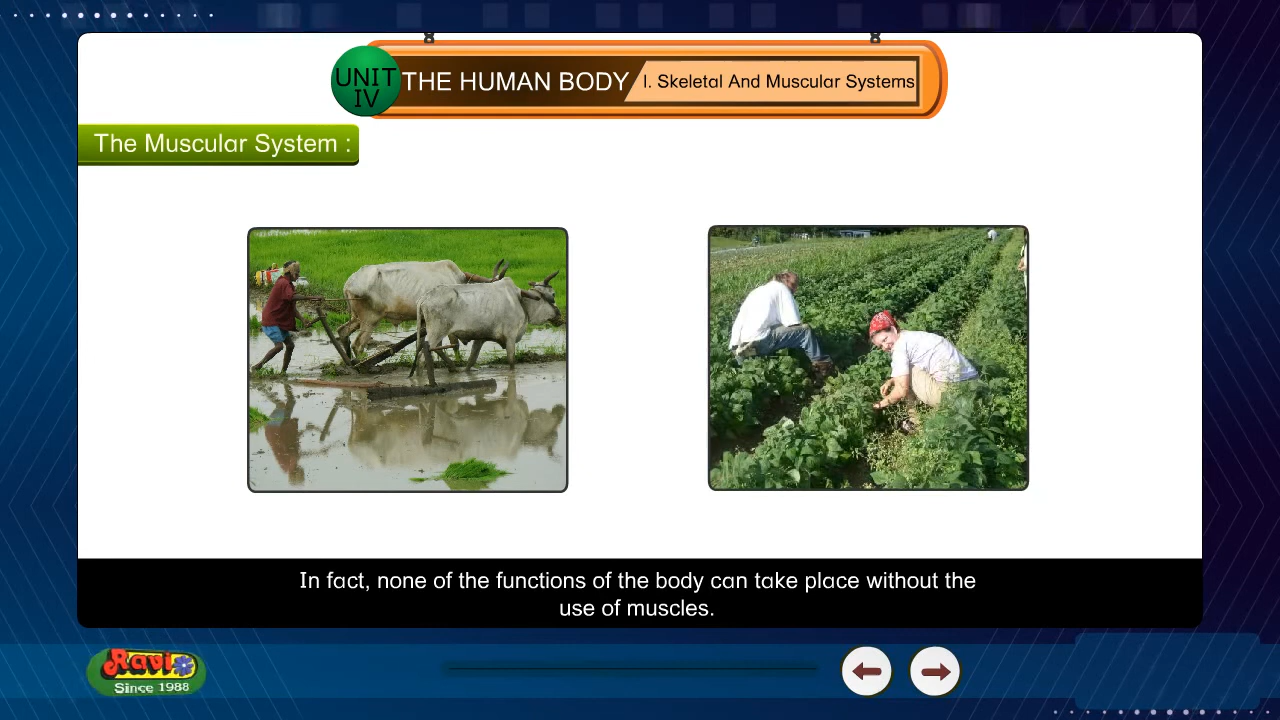 UNIT
IV
THE HUMAN BODY
I. Skeletal And Muscular Systems
The Muscular System :
In fact, none of the functions of the body can take place without the
use of muscles.
Ravi
Since 1988